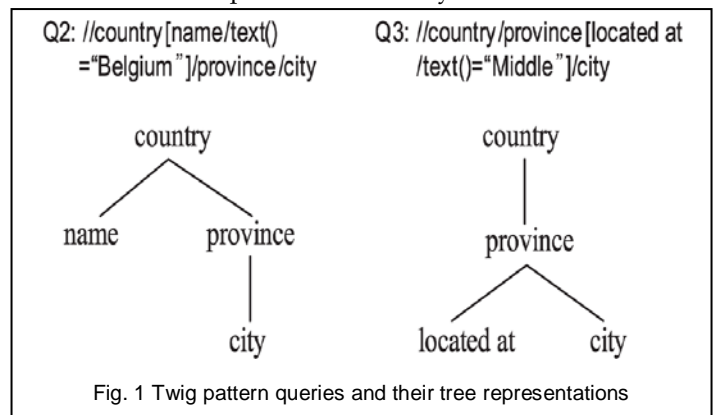 Q2: //country[name/text()
="Belgium"]/province/city
Q3: //country/province[located at
/text()="Middle"]/city
country
name province
city
country
province
located at city
Fig. 1 Twig pattern queries and their tree representations